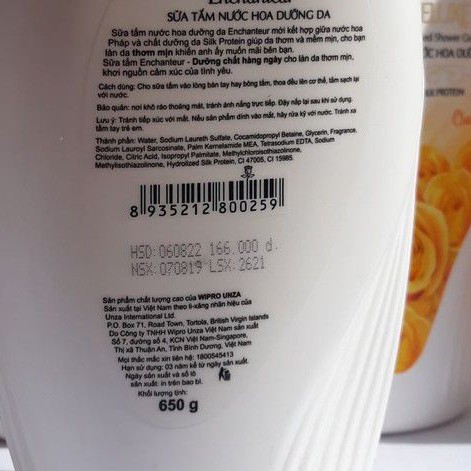 Enchanteur
SỮA TẮM NƯỚC HOA DƯỠNG DA
Sữa tắm nước hoa dưỡng da Enchanteur mới kết hợp giữa nước hoa
Pháp và chất dưỡng da Silk Protein giúp da thơm và mềm mịn, cho bạn
làn da thơm mịn khiến anh ấy muốn mãi bên bạn.
Sữa tắm Enchanteur - Dưỡng chất hàng ngày cho làn da thơm mịn,
khơi nguồn cảm xúc của tình yêu.
Cách dùng: Cho sữa tắm vào lòng bàn tay hay bông tắm, thoa đều lên cơ thể, tắm sạch lại
với nước.
Bảo quản: nơi khô ráo thoáng mát, tránh ánh nắng trực tiếp. Đậy nắp lại sau khi sử dụng.
Lưu ý: Tránh tiếp xúc với mắt. Nếu sản phẩm dính vào mắt, hãy rửa kỹ với nước. Tránh xa
tầm tay trẻ em.
Thành phần: Water, Sodium Laureth Sulfate, Cocamidopropyl Betaine, Glycerin, Fragrance,
Sodium Lauroyl Sarcosinate, Palm Kernelamide MEA, Tetrasodium EDTA, Sodium
Chloride, Citric Acid, Isopropyl Palmitate, Methylchloroisothiazolinone,
Methylisothiazolinone, Hydrolized Silk Protein, CI 47005, CI 15985.
8 935212 800259
HSD:060822 166.000 đ.
NSX:070819 LSX:2621
Sản phẩm chất lượng cao của WIPRO UNZA
Sản xuất tại Việt Nam theo li-xăng nhãn hiệu của
Unza International Ltd.
P.O. Box 71, Road Town, Tortola, British Virgin Islands
Do Công ty TNHH Wipro Unza Việt Nam sản xuất
Số 7, đường số 4, KCN Việt Nam-Singapore,
Thị xã Thuận An, Tỉnh Bình Dương, Việt Nam
Mọi thắc mắc xin liên hệ: 1800545413
Hạn sử dụng: 03 năm kể từ ngày sản xuất.
Ngày sản xuất và số lô
sản xuất: in trên bao bì.
Khối lượng tịnh:
650 g
Shower
HOA
PROTEIN